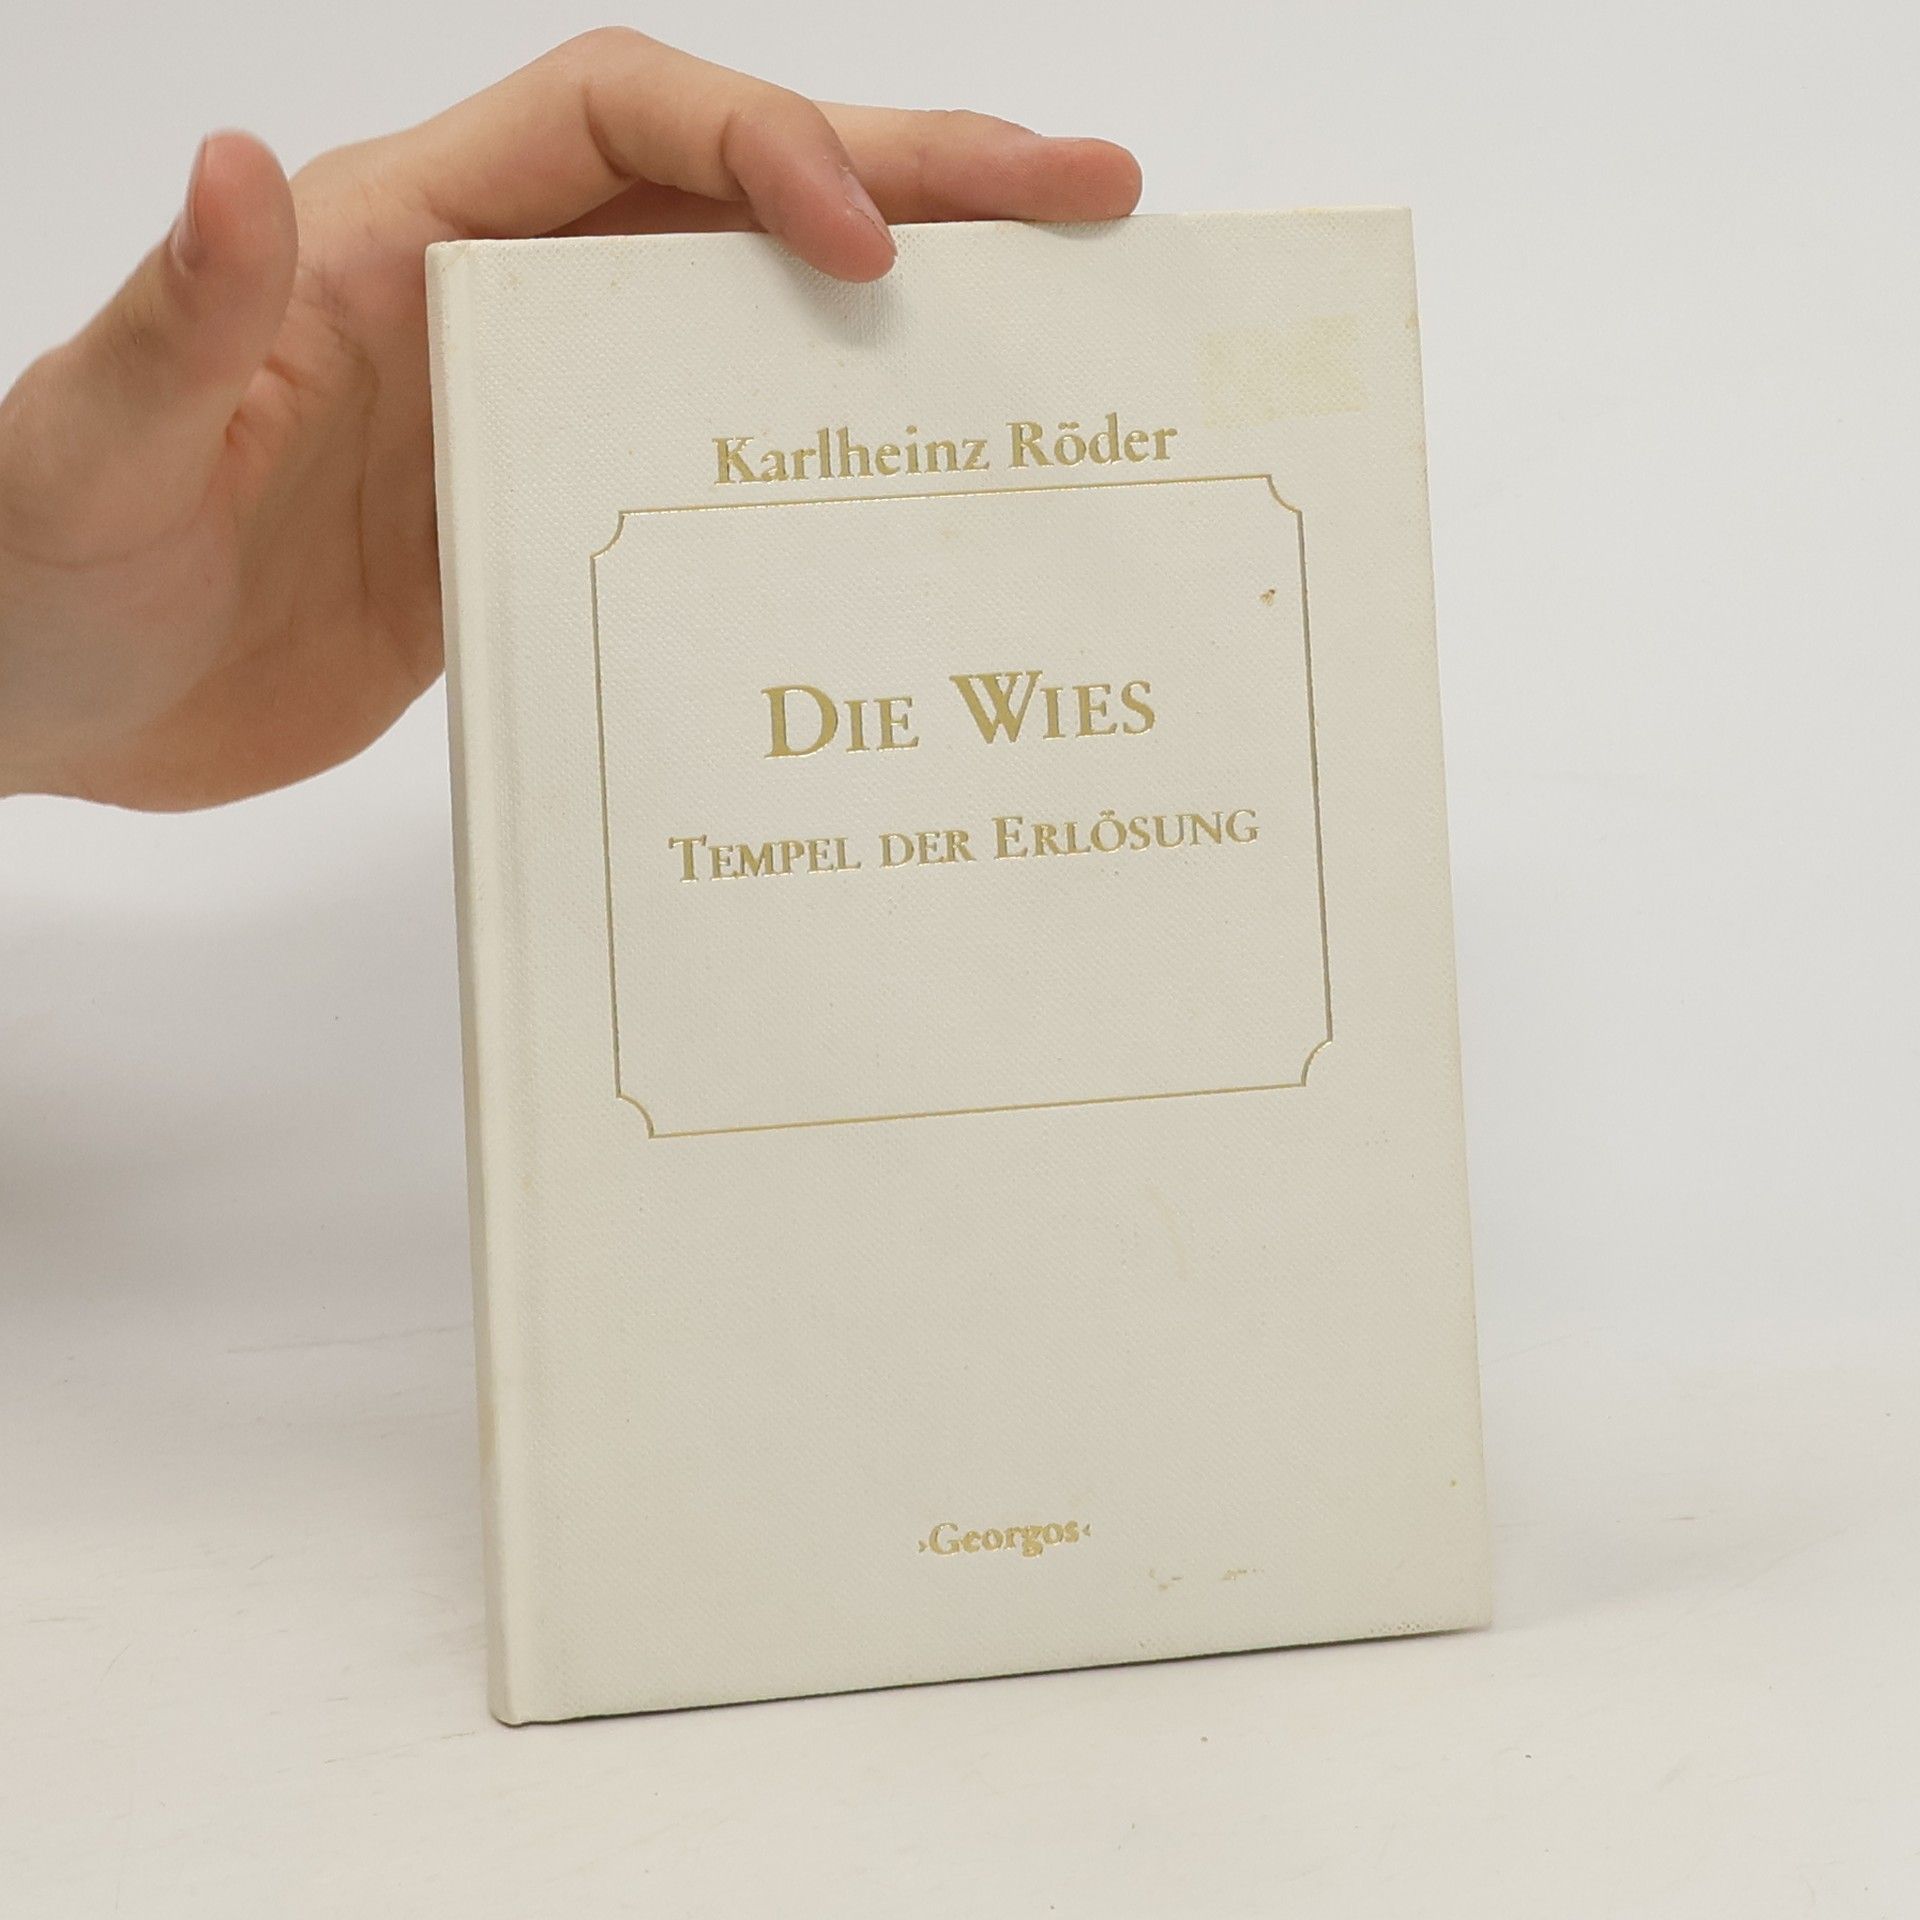 Karlheinz Röder
DIE WIES
TEMPEL DER ERLÖSUNG
›Georgos‹